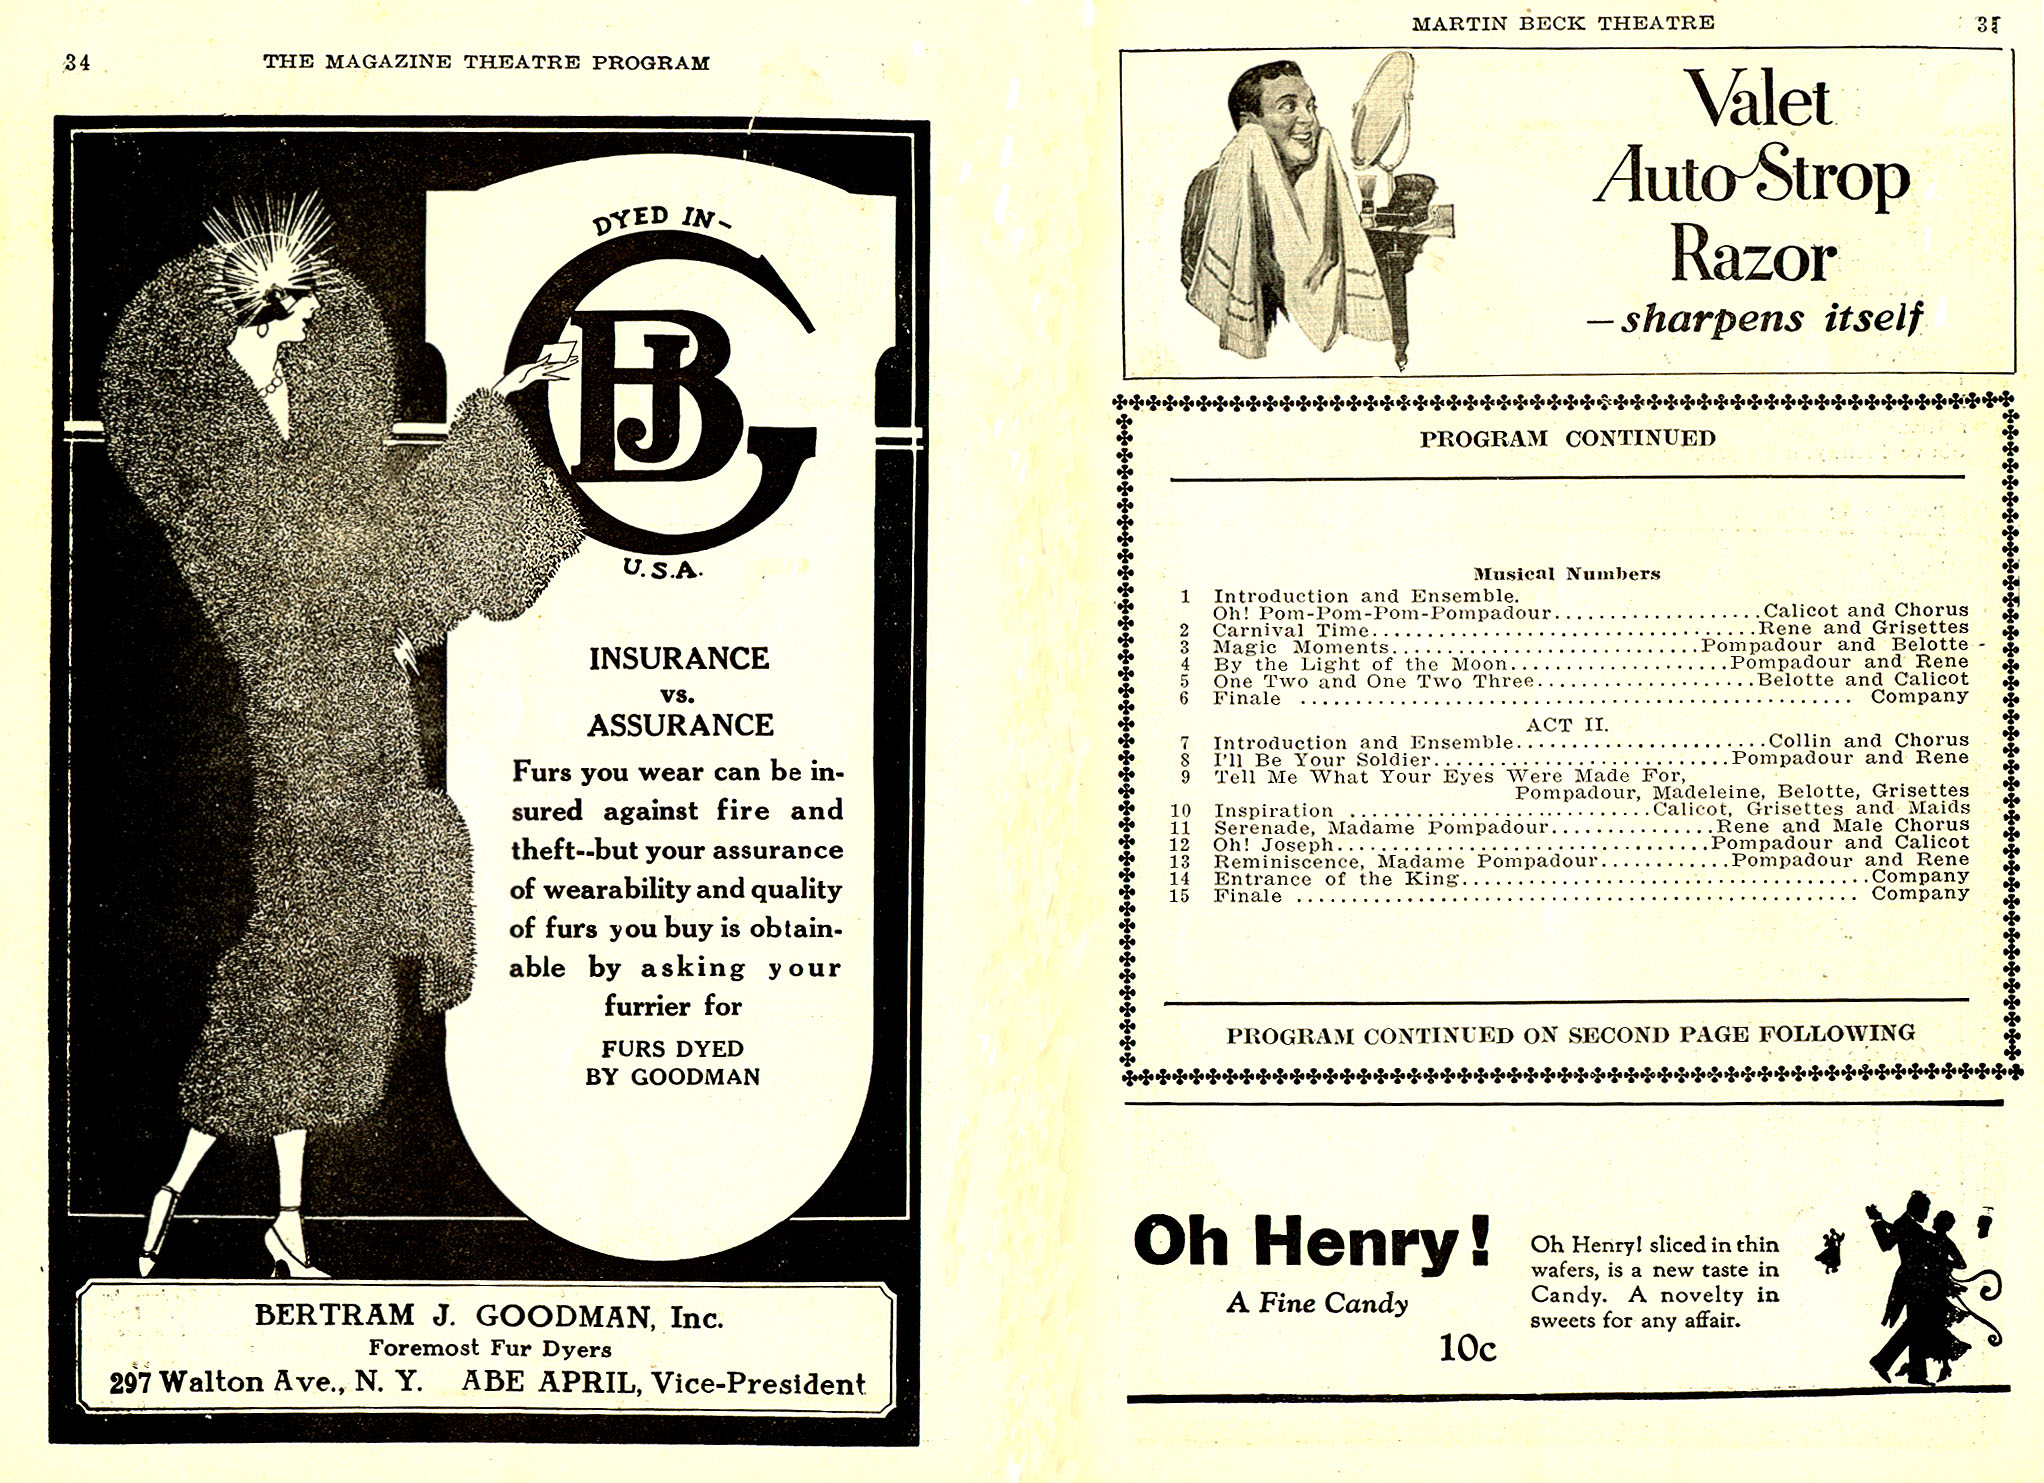 34
THE MAGAZINE THEATRE PROGRAM
DYED IN-
G
B
J
U.S.A.
INSURANCE
vs.
ASSURANCE
Furs you wear can be in-
sured against fire and
theft--but your assurance
of wearability and quality
of furs you buy is obtain-
able by asking your
furrier for
FURS DYED
BY GOODMAN
BERTRAM J. GOODMAN, Inc.
Foremost Fur Dyers
297 Walton Ave., N. Y. ABE APRIL, Vice-President
MARTIN BECK THEATRE
Valet
Auto-Strop
Razor
—sharpens itself
PROGRAM CONTINUED
Musical Numbers
1 Introduction and Ensemble.
Oh! Pom-Pom-Pom-Pompadour...................Calicot and Chorus
2 Carnival Time...................................Rene and Grisettes
3 Magic Moments............................Pompadour and Belotte
4 By the Light of the Moon....................Pompadour and Rene
5 One Two and One Two Three....................Belotte and Calicot
6 Finale .................................................. Company
ACT II.
7 Introduction and Ensemble.......................Collin and Chorus
8 I'll Be Your Soldier...........................Pompadour and Rene
9 Tell Me What Your Eyes Were Made For,
Pompadour, Madeleine, Belotte, Grisettes
10 Inspiration ...........................Calicot, Grisettes and Maids
11 Serenade, Madame Pompadour...............Rene and Male Chorus
12 Oh! Joseph..................................Pompadour and Calicot
13 Reminiscence, Madame Pompadour............Pompadour and Rene
14 Entrance of the King.....................................Company
15 Finale ................................................... Company
PROGRAM CONTINUED ON SECOND PAGE FOLLOWING
Oh Henry!
A Fine Candy
10c
Oh Henry! sliced in thin
wafers, is a new taste in
Candy. A novelty in
sweets for any affair.